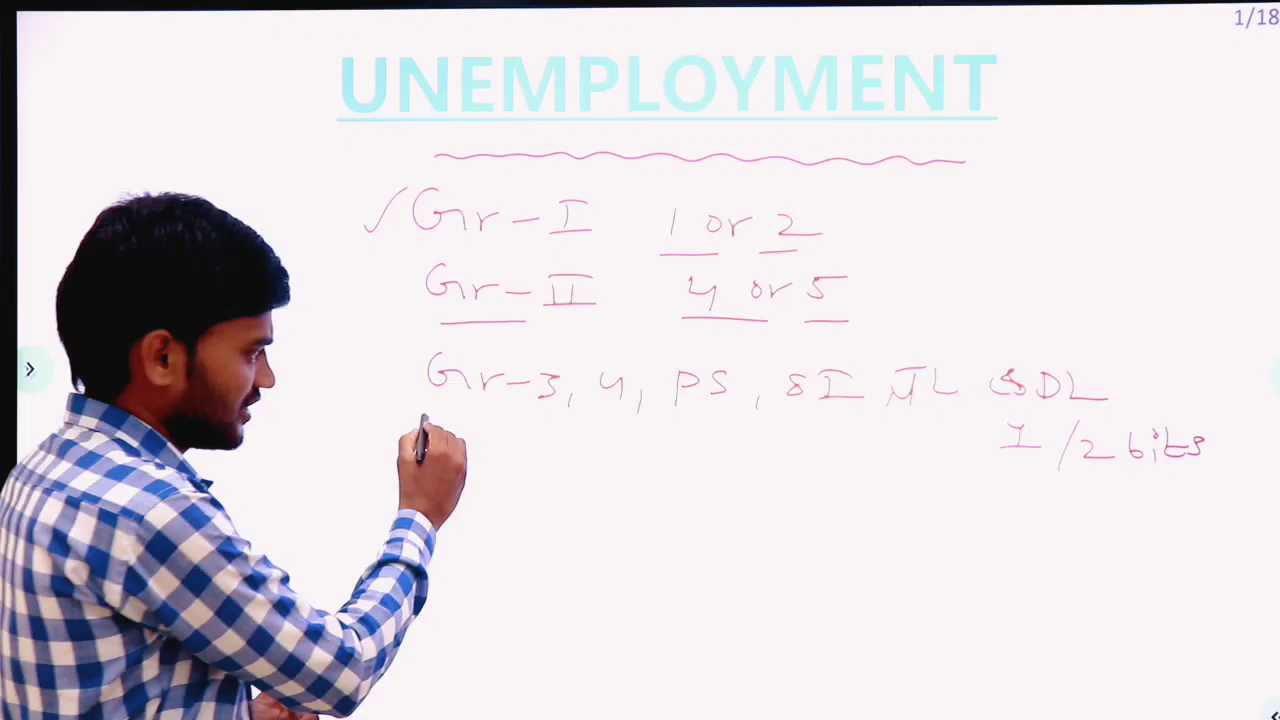 1/18
UNEMPLOYMENT
Gr-I 1 or 2
Gr-II 4 or 5
Gr-3, 4, PS, SI, JL & DL
1/2 bits